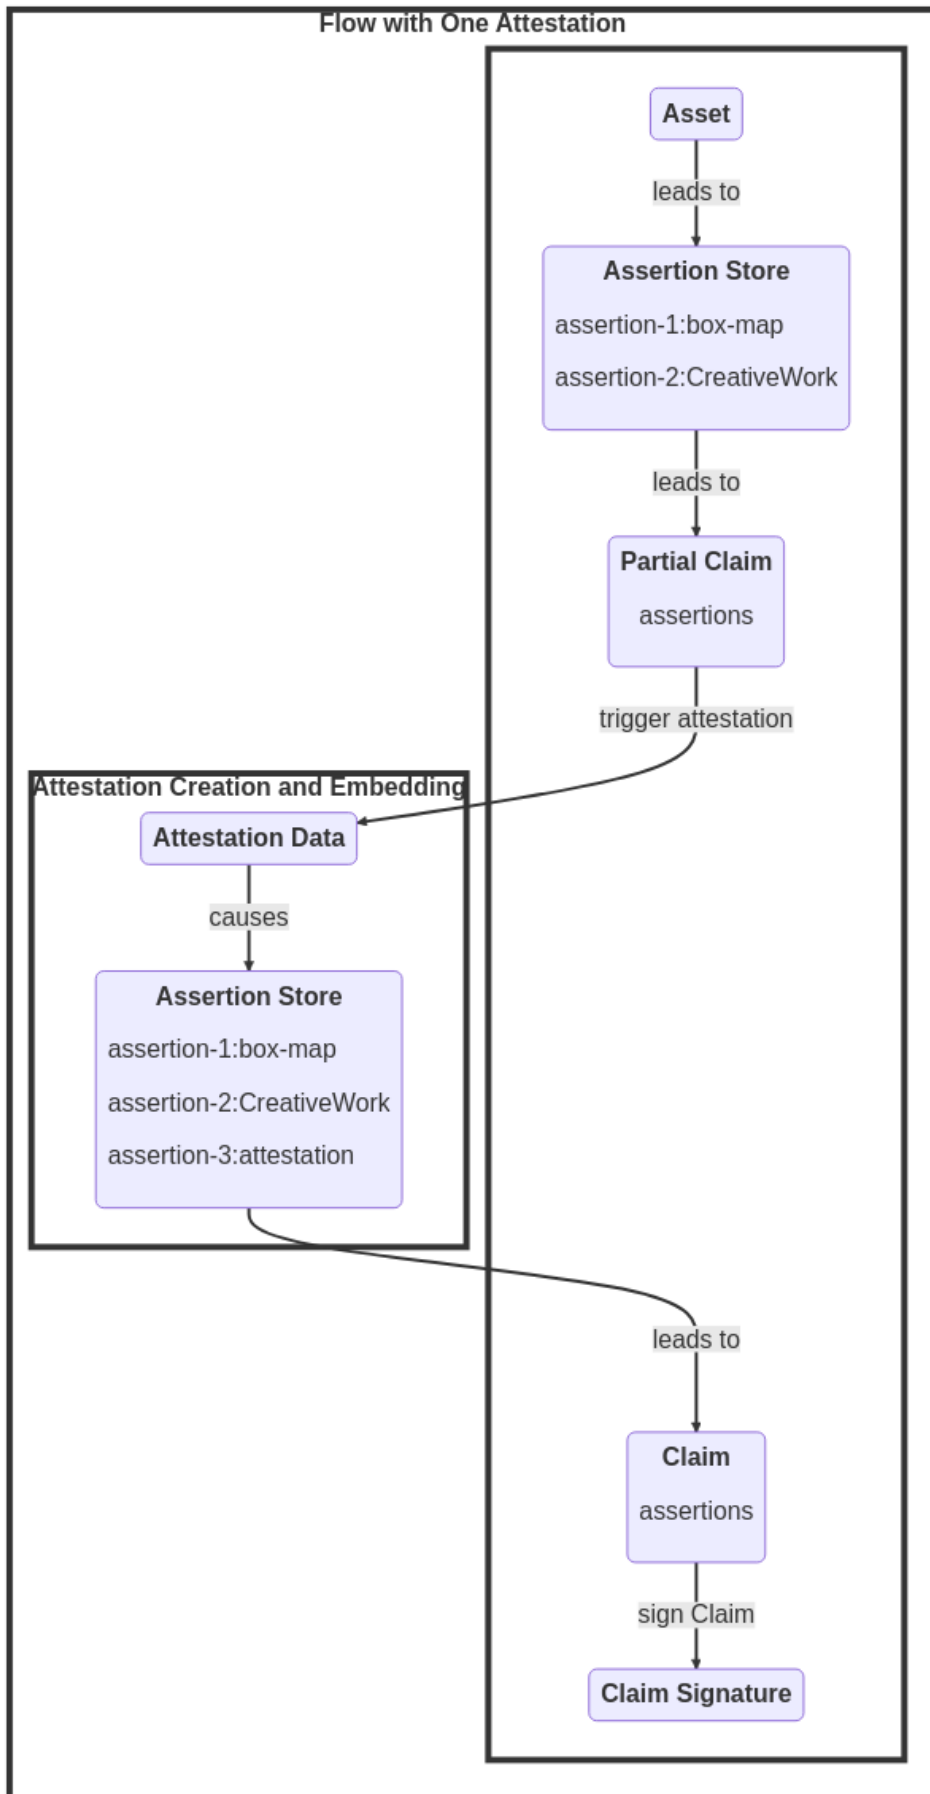 Flow with One Attestation
Asset
leads to
Assertion Store
assertion-1:box-map
assertion-2:CreativeWork
leads to
Partial Claim
assertions
trigger attestation
Attestation Creation and Embedding
Attestation Data
causes
Assertion Store
assertion-1:box-map
assertion-2:CreativeWork
assertion-3:attestation
leads to
Claim
assertions
sign Claim
Claim Signature